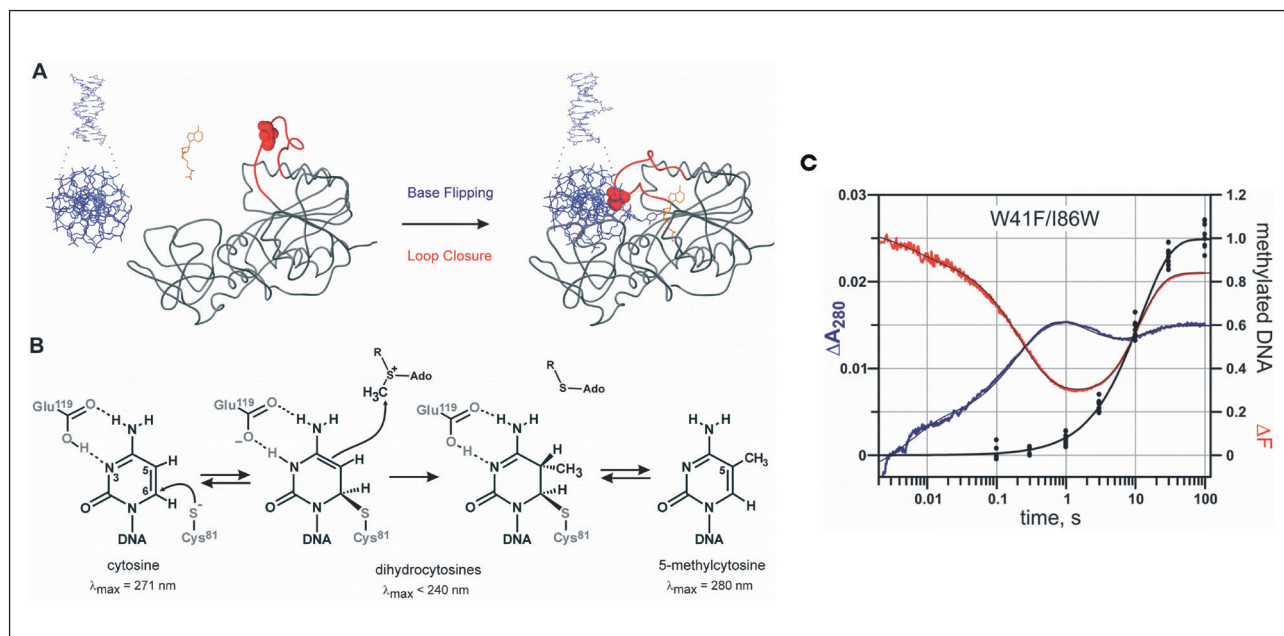 A
Base Flipping
Loop Closure
B
R
S+
Ado
H3C
Glu119
O
O
H
H
N
H
N
3
5
H
O
N
6
H
S-
Cys81
DNA
cytosine
λmax = 271 nm
Glu119
O
O
−
H
H
N
H
N
H
H
O
N
H
S
Cys81
DNA
dihydrocytosines
λmax < 240 nm
R
S
Ado
Glu119
O
O
H
H
N
H
N
H
CH3
O
N
H
S
Cys81
DNA
H
N
H
N
5
CH3
O
N
H
DNA
5-methylcytosine
λmax = 280 nm
C
W41F/I86W
0.03
0.02
0.01
0
ΔA280
1.2
1.0
0.8
0.6
0.4
0.2
0
methylated DNA
ΔF
0.01
0.1
1
10
100
time, s